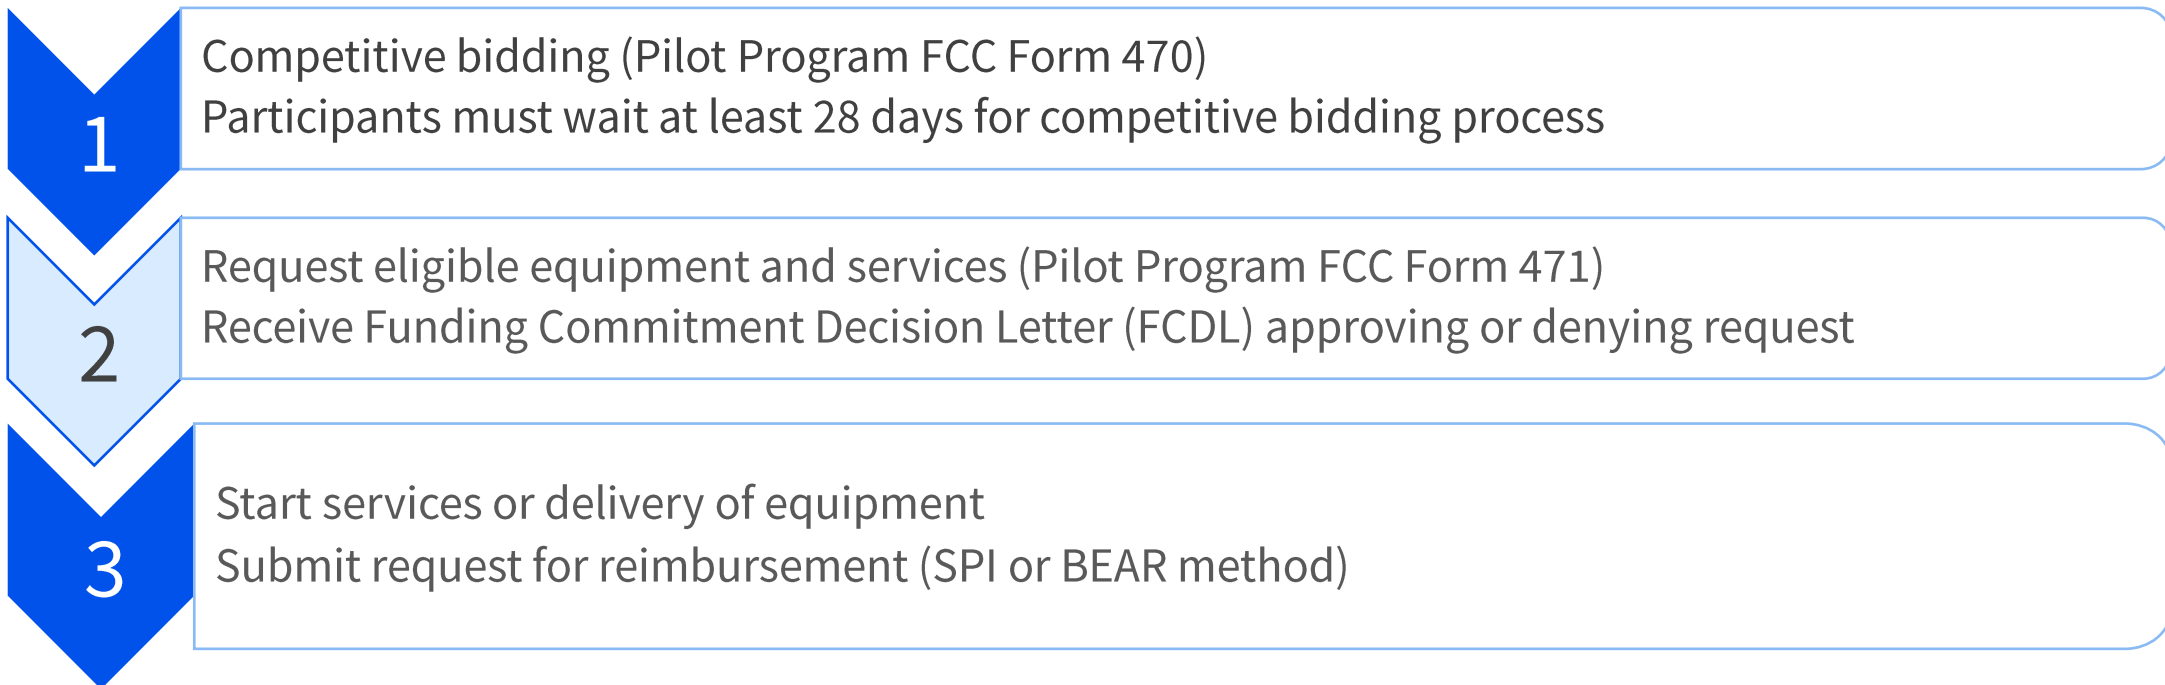 1
Competitive bidding (Pilot Program FCC Form 470)
Participants must wait at least 28 days for competitive bidding process
2
Request eligible equipment and services (Pilot Program FCC Form 471)
Receive Funding Commitment Decision Letter (FCDL) approving or denying request
3
Start services or delivery of equipment
Submit request for reimbursement (SPI or BEAR method)